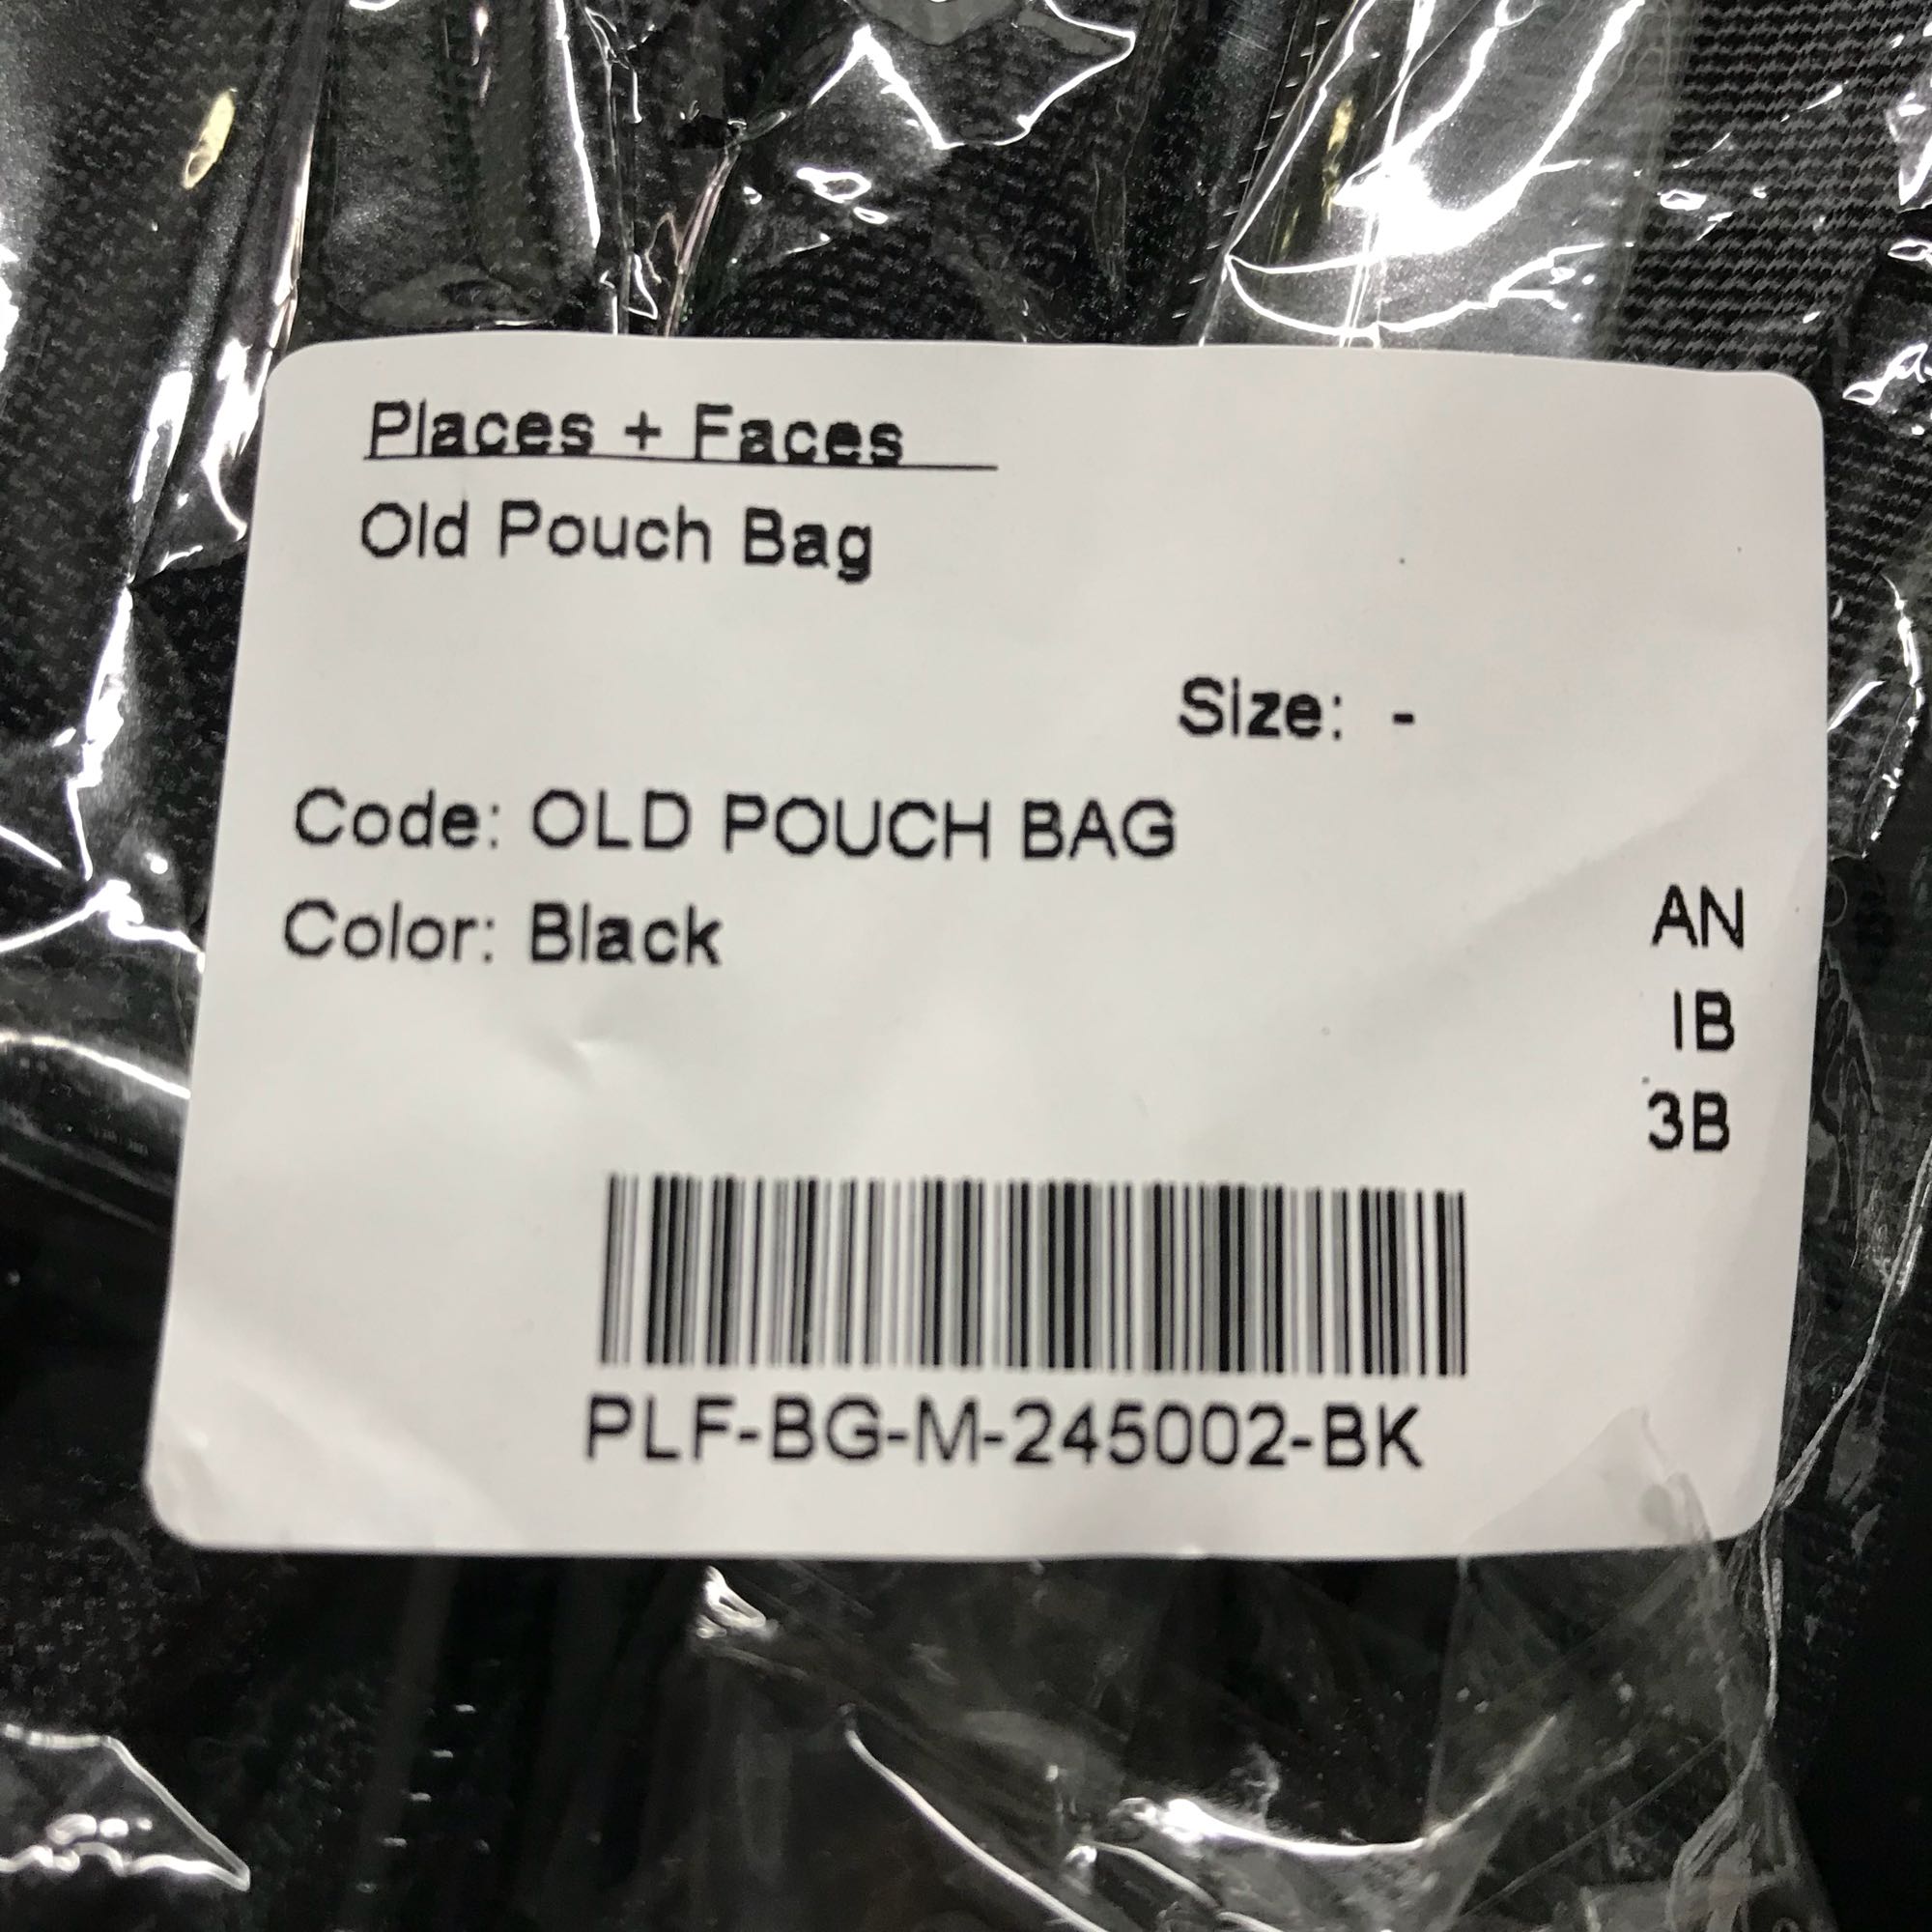 Places + Faces
Old Pouch Bag
Size: -
Code: OLD POUCH BAG
Color: Black
AN
IB
3B
PLF-BG-M-245002-BK